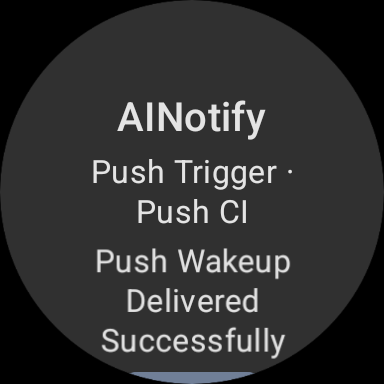 AINotify
Push Trigger ·
Push CI
Push Wakeup
Delivered
Successfully